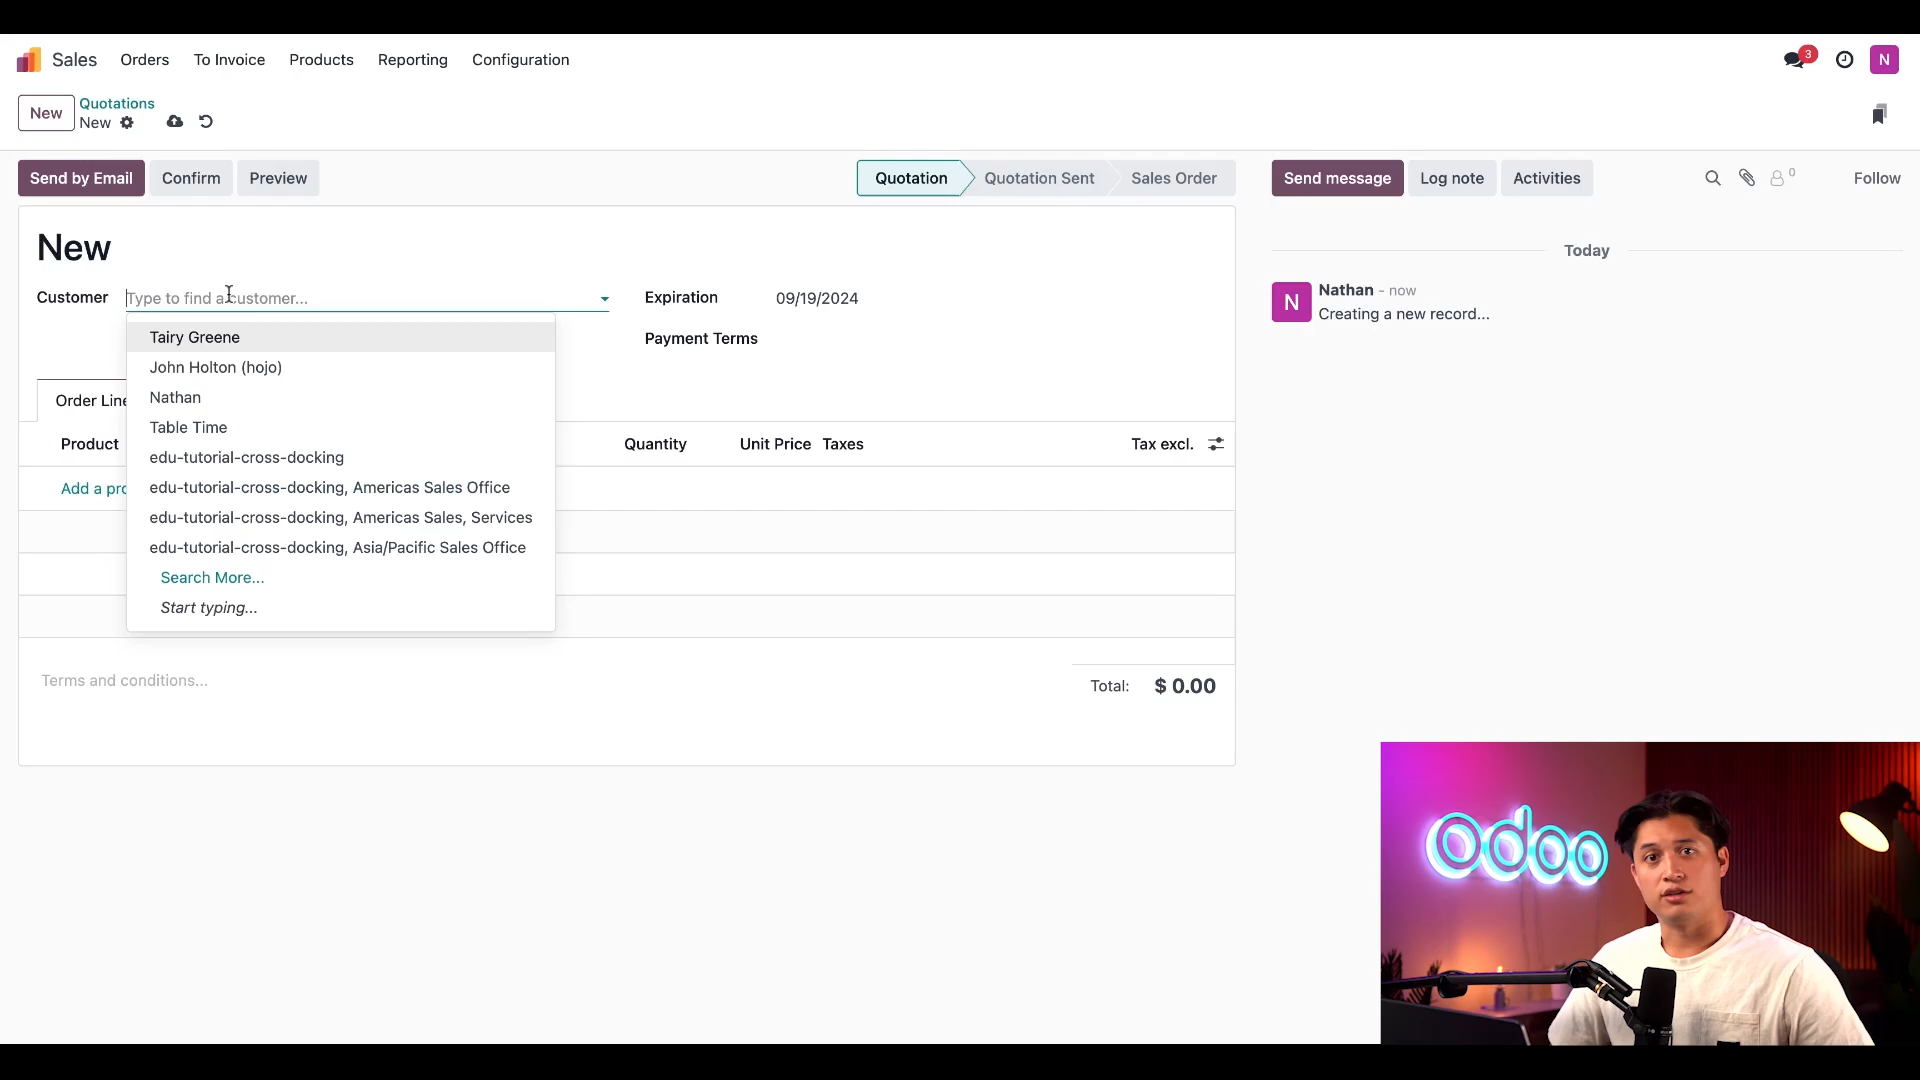 Sales Orders To Invoice Products Reporting Configuration 3 N
New Quotations
New
Send by Email Confirm Preview Quotation Quotation Sent Sales Order Send message Log note Activities 0 Follow
New
Customer Type to find a customer... Expiration 09/19/2024
Payment Terms
Tairy Greene
John Holton (hojo)
Nathan
Table Time
edu-tutorial-cross-docking
edu-tutorial-cross-docking, Americas Sales Office
edu-tutorial-cross-docking, Americas Sales, Services
edu-tutorial-cross-docking, Asia/Pacific Sales Office
Search More...
Start typing...
Order Line
Product Quantity Unit Price Taxes Tax excl.
Add a pro
Terms and conditions...
Total: $ 0.00
Today
N Nathan - now
Creating a new record...
odoo